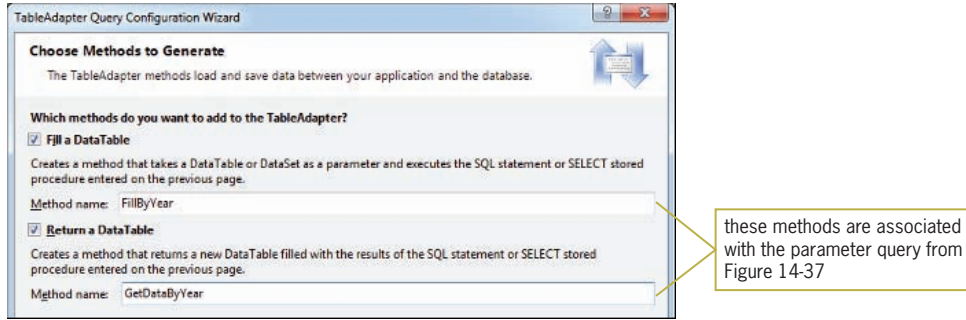 TableAdapter Query Configuration Wizard
Choose Methods to Generate
The TableAdapter methods load and save data between your application and the database.
Which methods do you want to add to the TableAdapter?
Fill a DataTable
Creates a method that takes a DataTable or DataSet as a parameter and executes the SQL statement or SELECT stored
procedure entered on the previous page.
Method name: FillByYear
Return a DataTable
Creates a method that returns a new DataTable filled with the results of the SQL statement or SELECT stored
procedure entered on the previous page.
Method name: GetDataByYear
these methods are associated
with the parameter query from
Figure 14-37